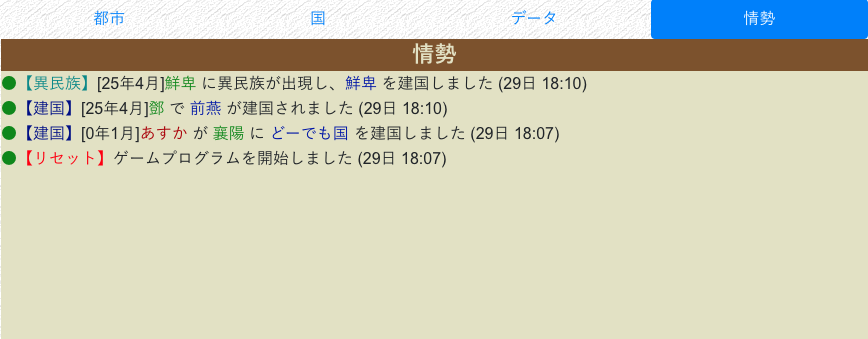 都市 国 データ 情勢
情勢
●【異民族】[25年4月]鮮卑 に異民族が出現し、鮮卑 を建国しました (29日 18:10)
●【建国】[25年4月]鄧 で 前燕 が建国されました (29日 18:10)
●【建国】[0年1月]あすか が 襄陽 に どーでも国 を建国しました (29日 18:07)
●【リセット】ゲームプログラムを開始しました (29日 18:07)